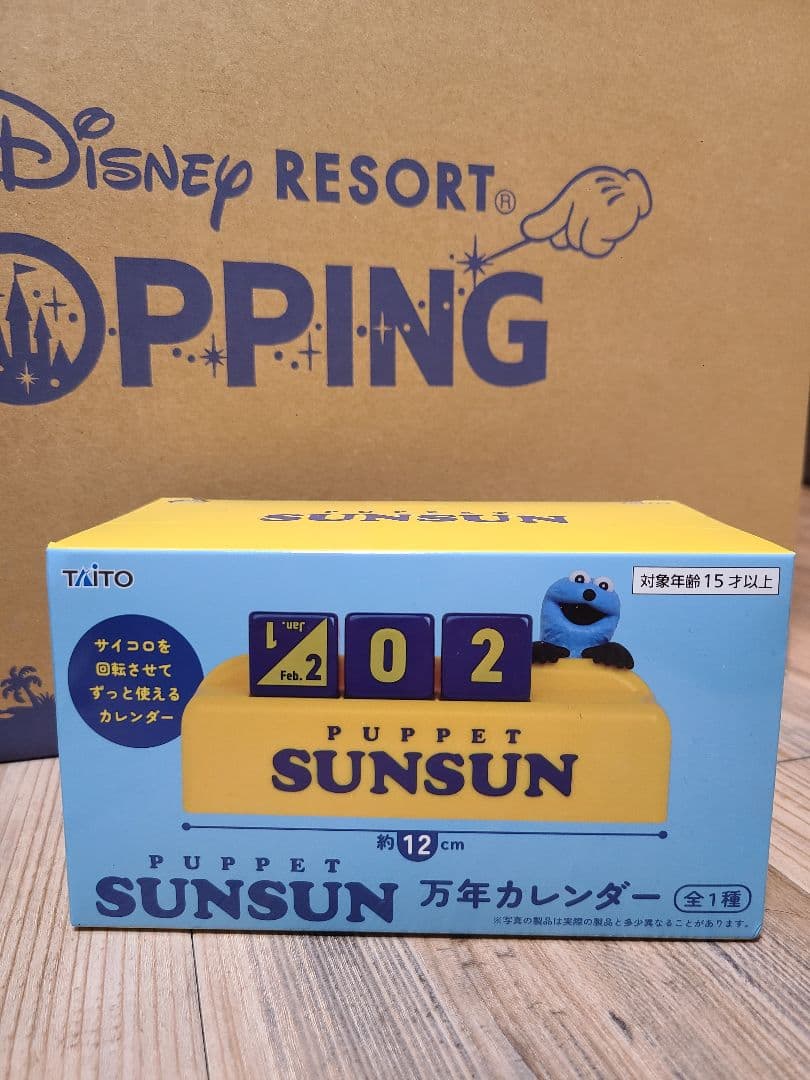 DISNEY RESORT®
OPPING
PUPPET
SUNSUN
TAITO
対象年齢15才以上
サイコロを
回転させて
ずっと使える
カレンダー
Jan.
1
2
Feb.
0
2
PUPPET
SUNSUN
約12cm
PUPPET
SUNSUN
万年カレンダー
全1種
※写真の製品は実際の製品と多少異なることがあります。